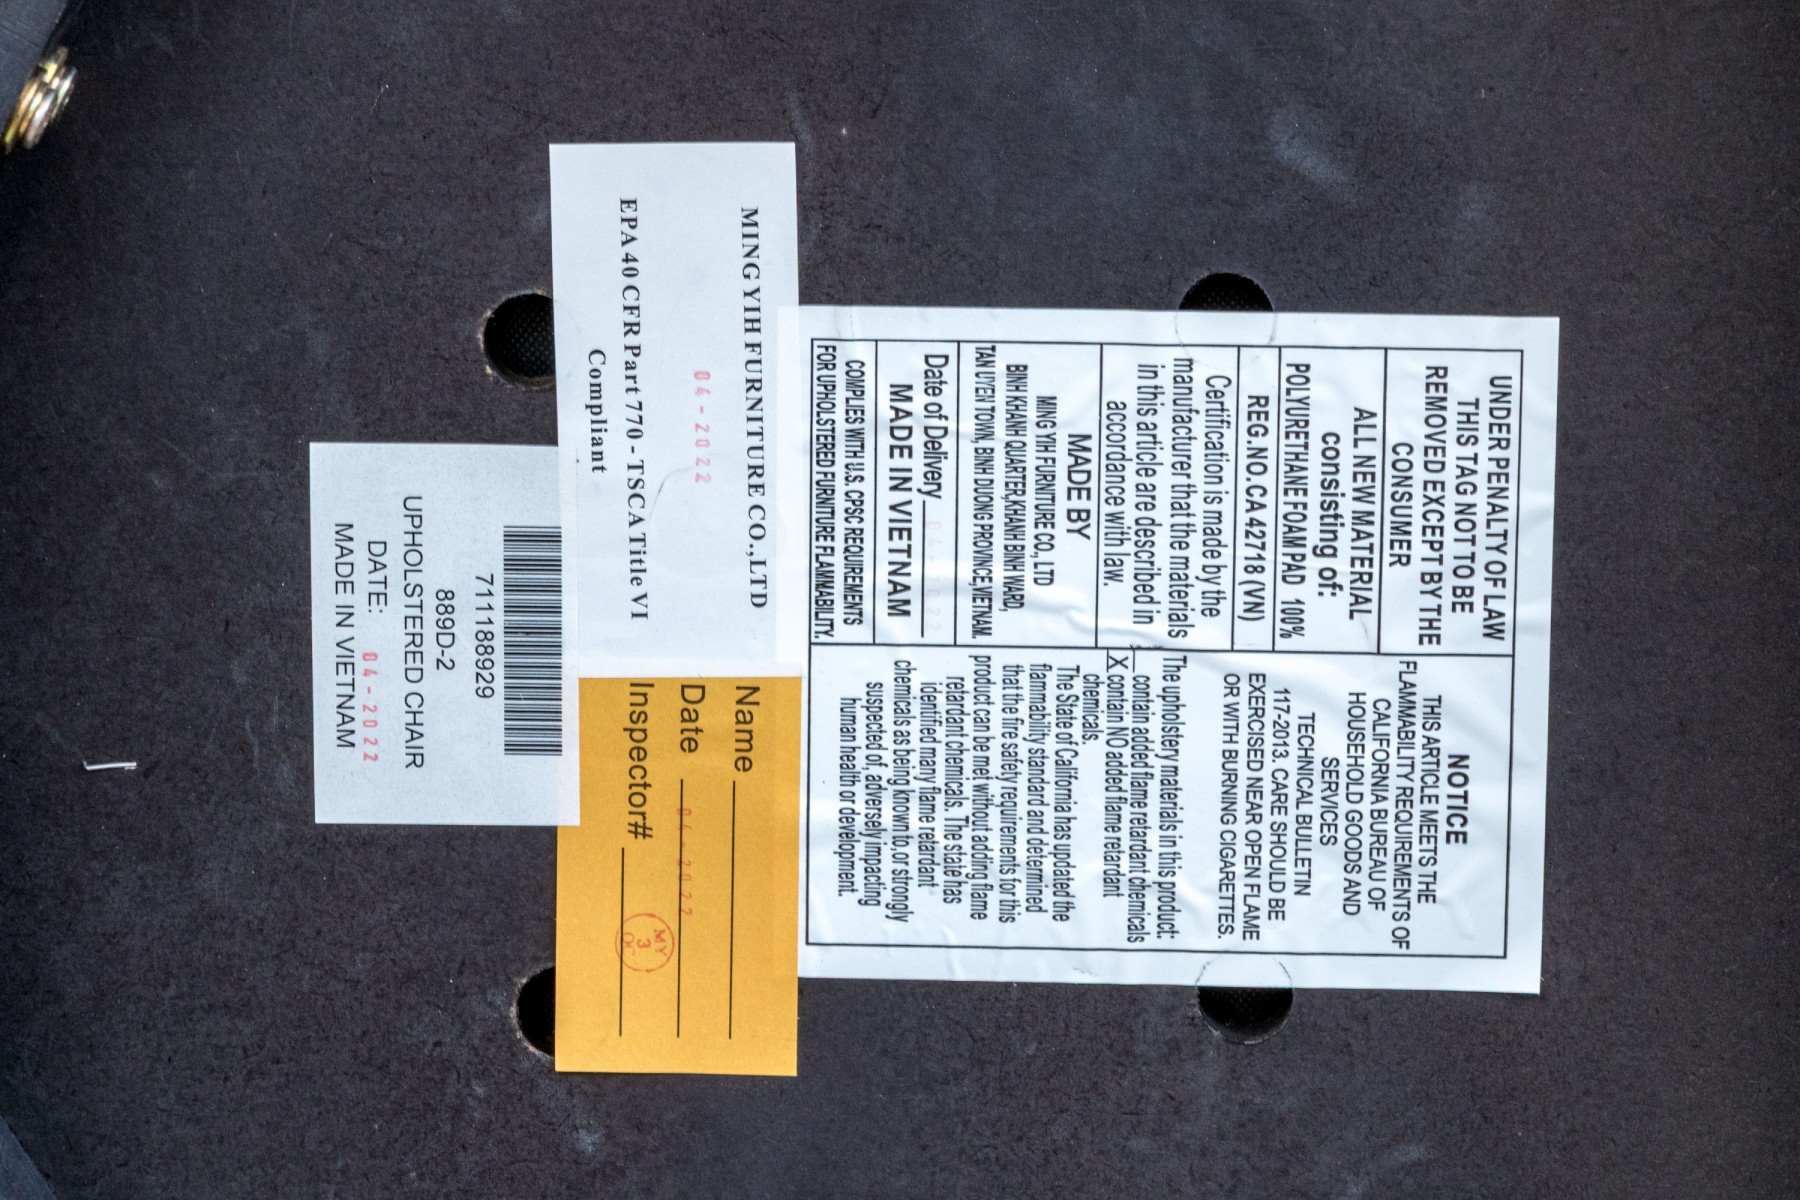 UNDER PENALTY OF LAW
THIS TAG NOT TO BE
REMOVED EXCEPT BY THE
CONSUMER
ALL NEW MATERIAL
consisting of:
POLYURETHANE FOAM PAD 100%
REG.NO.CA 42718 (VN)
Certification is made by the
manufacturer that the materials
in this article are described in
accordance with law.
MADE BY
MING YIH FURNITURE CO., LTD
BINH KHANH QUARTER,KHANH BINH WARD,
TAN UYEN TOWN, BINH DUONG PROVINCE,VIETNAM.
Date of Delivery 04-2022
MADE IN VIETNAM
COMPLIES WITH U.S. CPSC REQUIREMENTS
FOR UPHOLSTERED FURNITURE FLAMMABILITY.
NOTICE
THIS ARTICLE MEETS THE
FLAMMABILITY REQUIREMENTS OF
CALIFORNIA BUREAU OF
HOUSEHOLD GOODS AND
SERVICES
TECHNICAL BULLETIN
117-2013. CARE SHOULD BE
EXERCISED NEAR OPEN FLAME
OR WITH BURNING CIGARETTES.
The upholstery materials in this product:
_ contain added flame retardant chemicals
X contain NO added flame retardant
chemicals.
The State of California has updated the
flammability standard and determined
that the fire safety requirements for this
product can be met without adding flame
retardant chemicals. The state has
identified many flame retardant
chemicals as being known to, or strongly
suspected of, adversely impacting
human health or development.
MING YIH FURNITURE CO.,LTD
04-2022
EPA 40 CFR Part 770 - TSCA Title VI
Compliant
Name
Date 04-2022
Inspector# MY
3
QC
711188929
889D-2
UPHOLSTERED CHAIR
DATE: 04-2022
MADE IN VIETNAM